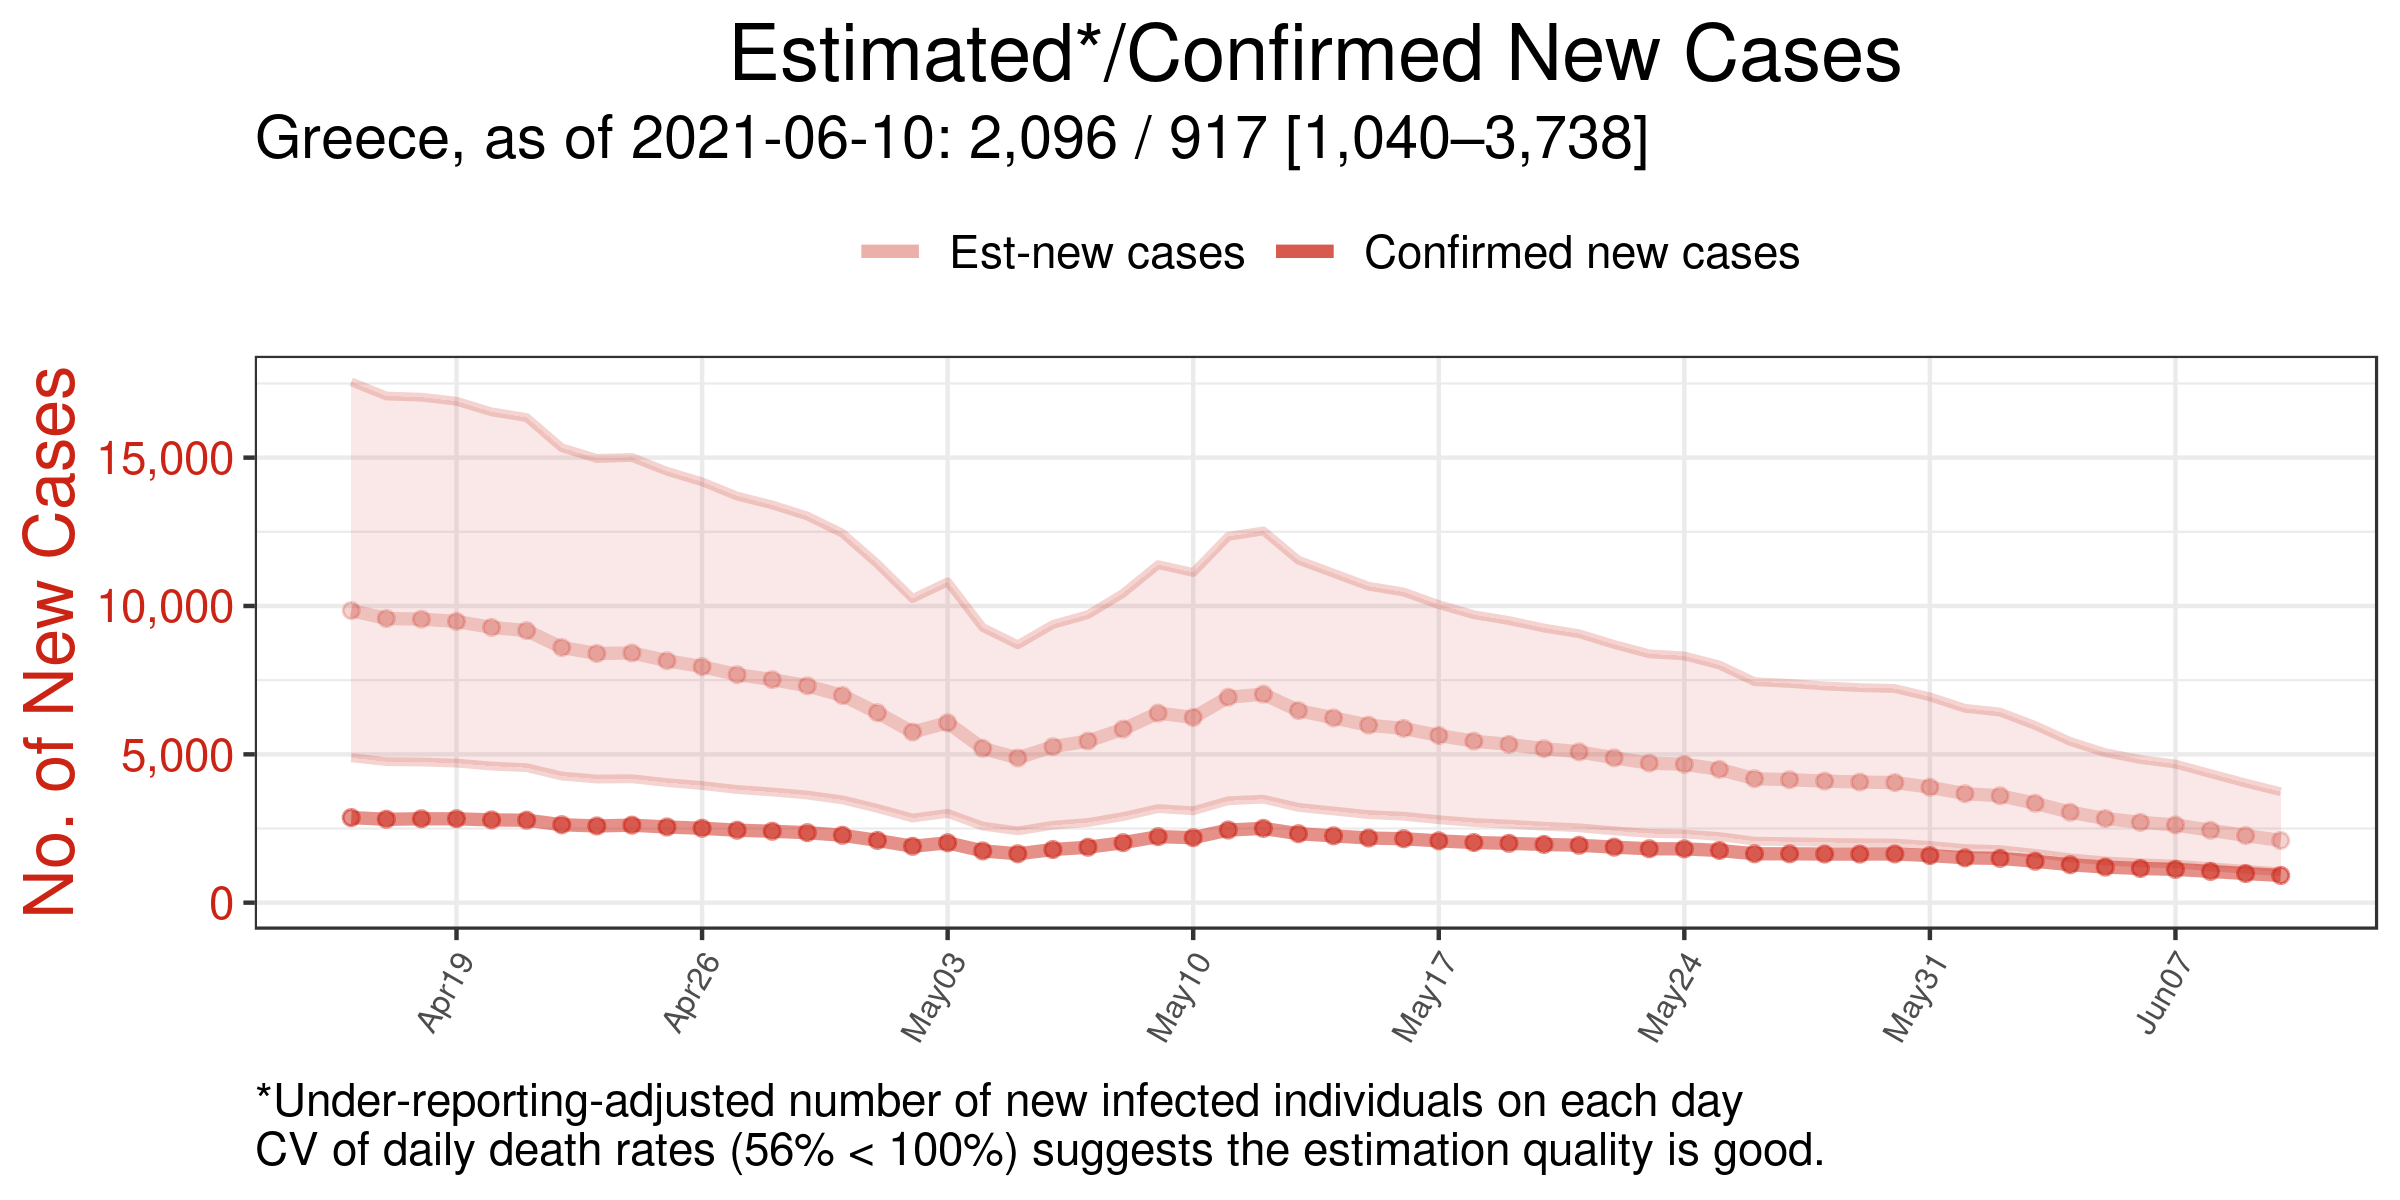 Estimated*/Confirmed New Cases
Greece, as of 2021-06-10: 2,096 / 917 [1,040–3,738]
Est-new cases
Confirmed new cases
No. of New Cases
15,000
10,000
5,000
0
Apr19
Apr26
May03
May10
May17
May24
May31
Jun07
*Under-reporting-adjusted number of new infected individuals on each day
CV of daily death rates (56% < 100%) suggests the estimation quality is good.